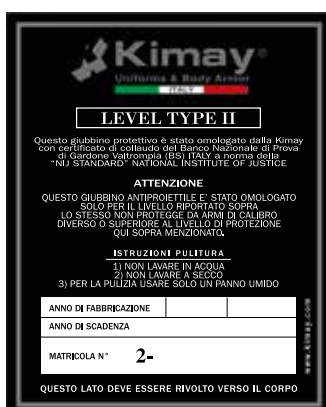 Kimay
Uniforms & Body Armor
ITALY
LEVEL TYPE II
Questo giubbino protettivo è stato omologato dalla Kimay
con certificato di collaudo del Banco Nazionale di Prova
di Gardone Valtrompia (BS) ITALY a norma della
"NIJ STANDARD" NATIONAL INSTITUTE OF JUSTICE
ATTENZIONE
QUESTO GIUBBINO ANTIPROIETTILE E' STATO OMOLOGATO
SOLO PER IL LIVELLO RIPORTATO SOPRA
LO STESSO NON PROTEGGE DA ARMI DI CALIBRO
DIVERSO O SUPERIORE AL LIVELLO DI PROTEZIONE
QUI SOPRA MENZIONATO.
ISTRUZIONI PULITURA
1) NON LAVARE IN ACQUA
2) NON LAVARE A SECCO
3) PER LA PULIZIA USARE SOLO UN PANNO UMIDO
ANNO DI FABBRICAZIONE
ANNO DI SCADENZA
MATRICOLA N° 2-
www.kimay.com
QUESTO LATO DEVE ESSERE RIVOLTO VERSO IL CORPO